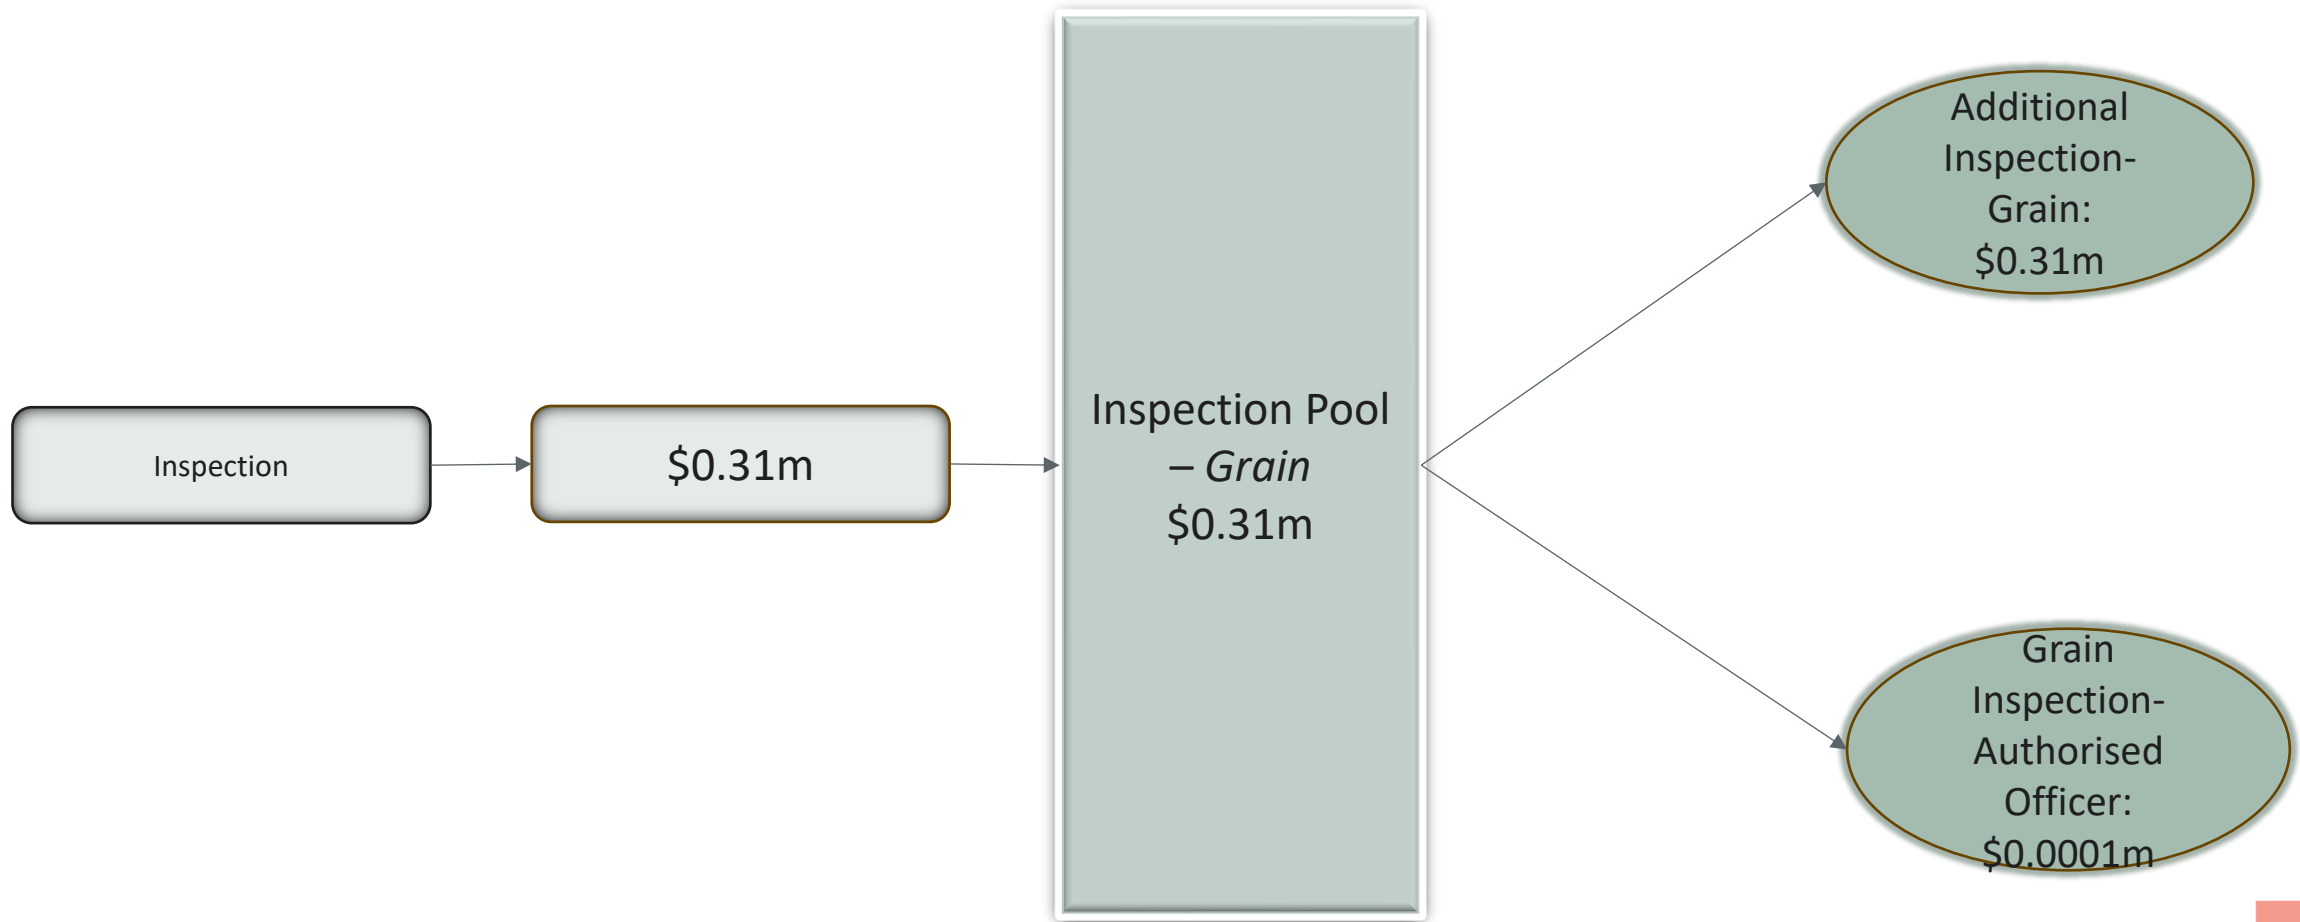 Inspection
$0.31m
Inspection Pool
– Grain
$0.31m
Additional
Inspection-
Grain:
$0.31m
Grain
Inspection-
Authorised
Officer:
$0.0001m